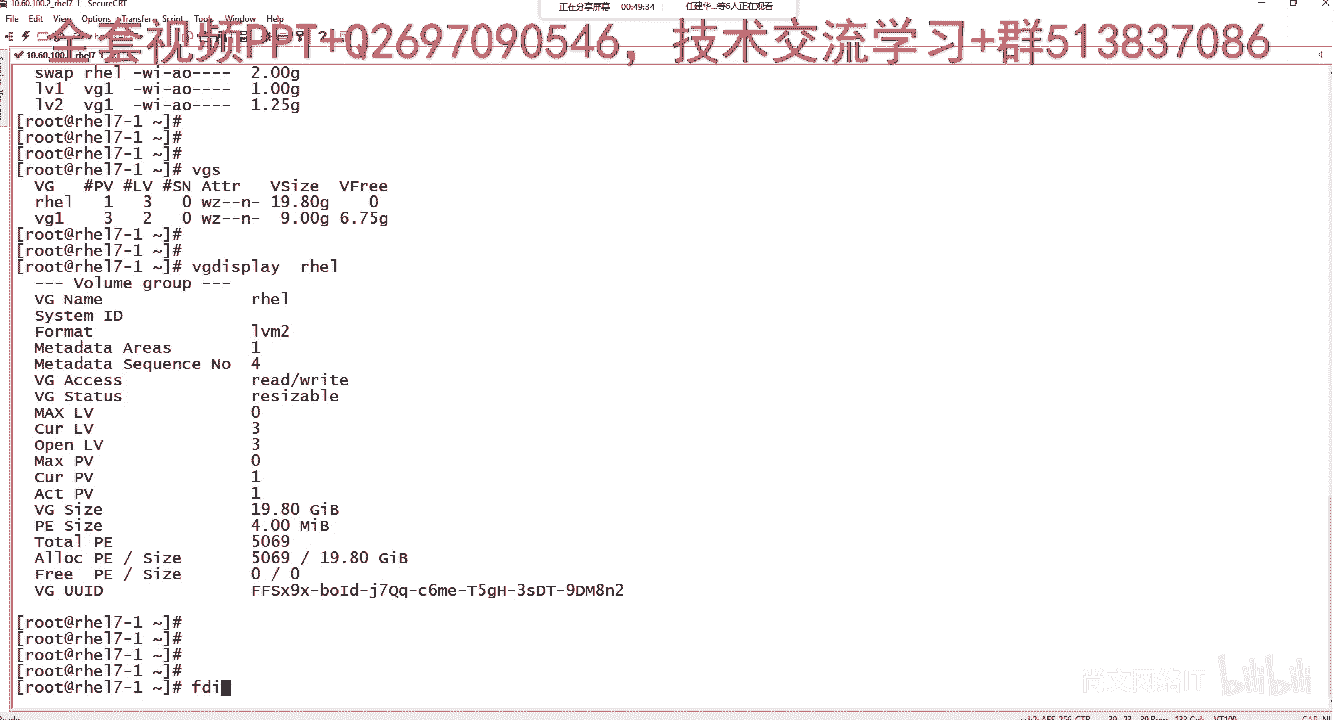 10.60.100.2_rhel7_1 - SecureCRT
正在分享屏幕 00:49:34 任建华...等6人正在观看
File Edit View Options Transfer Script Tools Window Help
全套视频PPT+Q2697090546，技术交流学习+群513837086
swap rhel -wi-ao---- 2.00g
lv1 vg1 -wi-ao---- 1.00g
lv2 vg1 -wi-ao---- 1.25g
[root@rhel7-1 ~]#
[root@rhel7-1 ~]#
[root@rhel7-1 ~]#
[root@rhel7-1 ~]# vgs
VG #PV #LV #SN Attr VSize VFree
rhel 1 3 0 wz--n- 19.80g 0
vg1 3 2 0 wz--n- 9.00g 6.75g
[root@rhel7-1 ~]#
[root@rhel7-1 ~]#
[root@rhel7-1 ~]# vgdisplay rhel
--- Volume group ---
VG Name rhel
System ID
Format lvm2
Metadata Areas 1
Metadata Sequence No 4
VG Access read/write
VG Status resizable
MAX LV 0
Cur LV 3
Open LV 3
Max PV 0
Cur PV 1
Act PV 1
VG Size 19.80 GiB
PE Size 4.00 MiB
Total PE 5069
Alloc PE / Size 5069 / 19.80 GiB
Free PE / Size 0 / 0
VG UUID FFSx9x-boId-j7Qq-c6me-T5gH-3sDT-9DM8n2
[root@rhel7-1 ~]#
[root@rhel7-1 ~]#
[root@rhel7-1 ~]#
[root@rhel7-1 ~]#
[root@rhel7-1 ~]# fdi
尚文网络IT bilibili